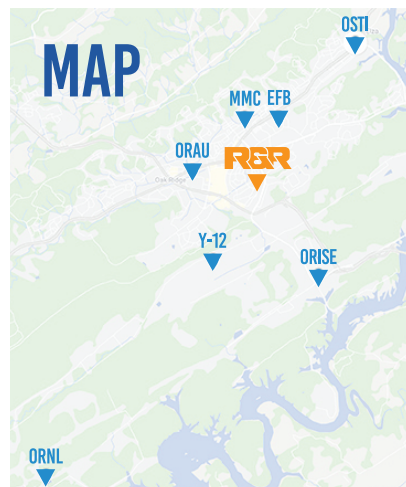 OSTI
MAP
MMC EFB
ORAU
R&R
Oak Ridge
Y-12
ORISE
ORNL